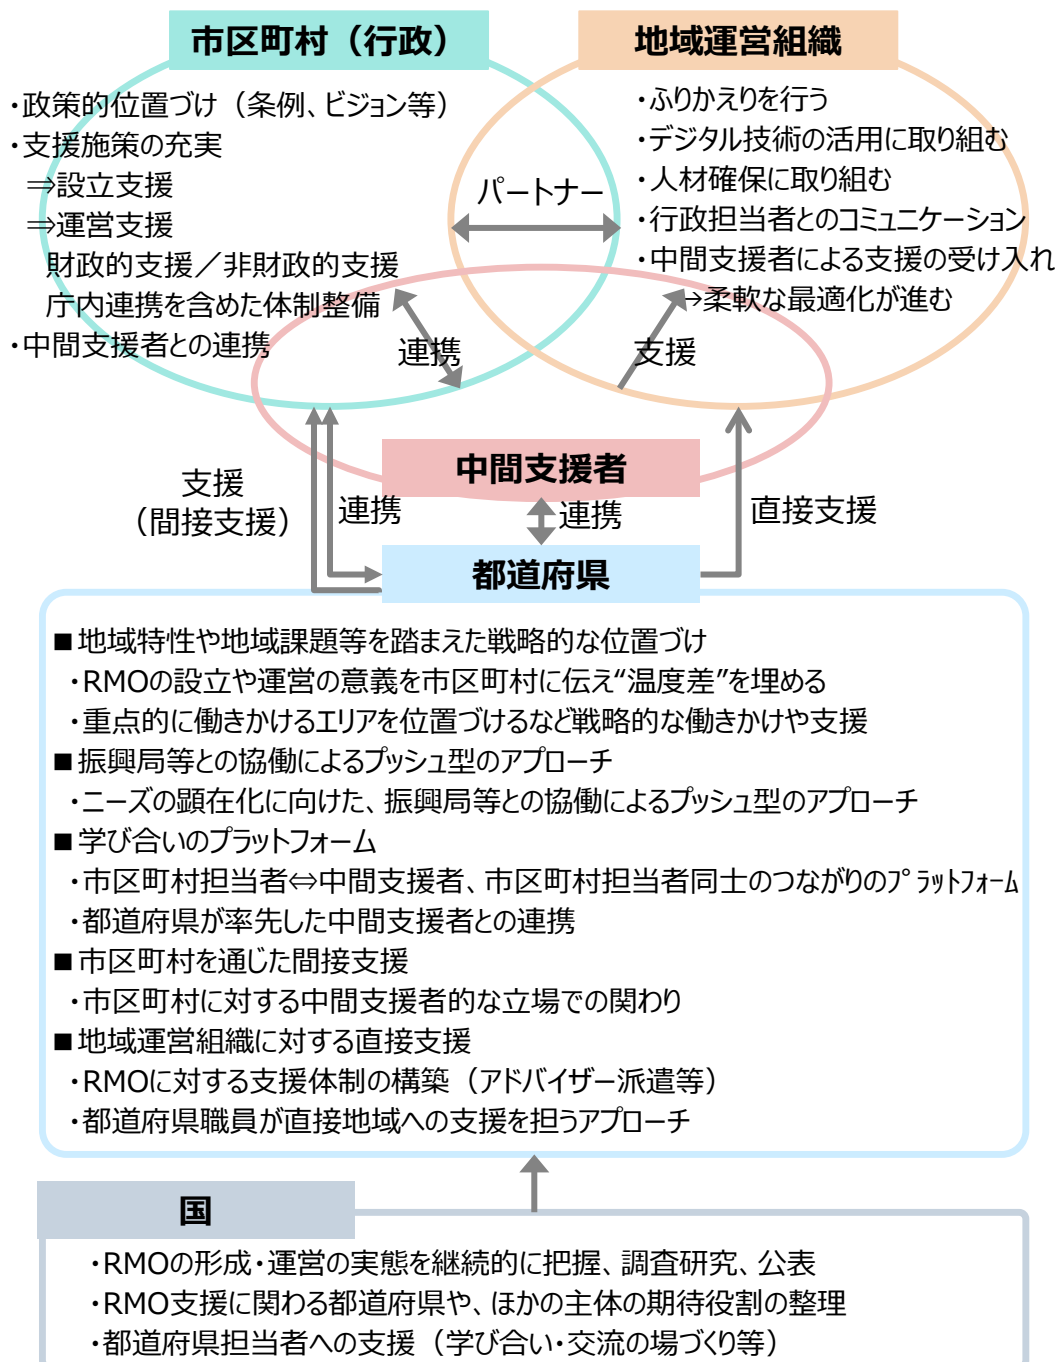 市区町村（行政）
・政策的位置づけ（条例、ビジョン等）
・支援施策の充実
⇒設立支援
⇒運営支援
財政的支援／非財政的支援
庁内連携を含めた体制整備
・中間支援者との連携
地域運営組織
・ふりかえりを行う
・デジタル技術の活用に取り組む
・人材確保に取り組む
・行政担当者とのコミュニケーション
・中間支援者による支援の受け入れ
→柔軟な最適化が進む
パートナー
連携
支援
中間支援者
支援
（間接支援）
連携
連携
直接支援
都道府県
■地域特性や地域課題等を踏まえた戦略的な位置づけ
・RMOの設立や運営の意義を市区町村に伝え“温度差”を埋める
・重点的に働きかけるエリアを位置づけるなど戦略的な働きかけや支援
■振興局等との協働によるプッシュ型のアプローチ
・ニーズの顕在化に向けた、振興局等との協働によるプッシュ型のアプローチ
■学び合いのプラットフォーム
・市区町村担当者⇔中間支援者、市区町村担当者同士のつながりのプラットフォーム
・都道府県が率先した中間支援者との連携
■市区町村を通じた間接支援
・市区町村に対する中間支援者的な立場での関わり
■地域運営組織に対する直接支援
・RMOに対する支援体制の構築（アドバイザー派遣等）
・都道府県職員が直接地域への支援を担うアプローチ
国
・RMOの形成・運営の実態を継続的に把握、調査研究、公表
・RMO支援に関わる都道府県や、ほかの主体の期待役割の整理
・都道府県担当者への支援（学び合い・交流の場づくり等）